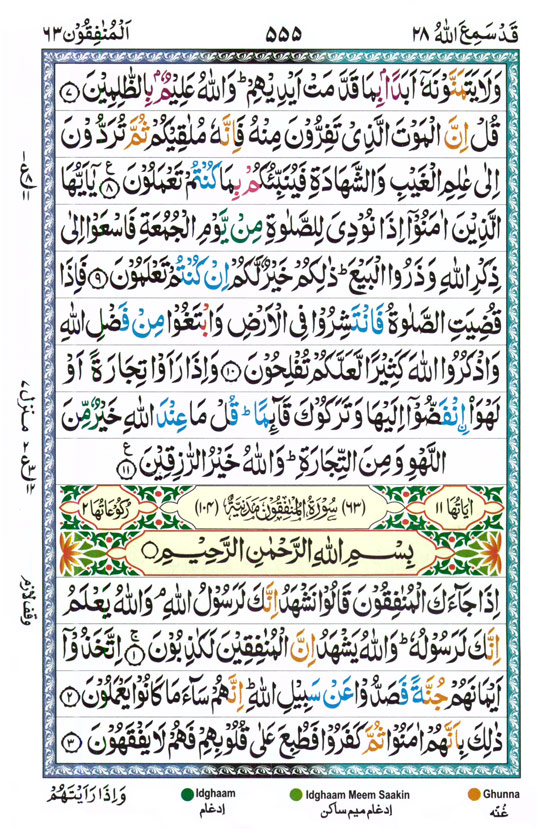 قَدۡ سَمِعَ اللّٰهُ ٢٨
٥٥٥
اَلۡمُنٰفِقُوۡن ٦٣
وَلَا يَتَمَنَّوۡنَهٗۤ اَبَدًۢا بِمَا قَدَّمَتۡ اَيۡدِيۡهِمۡ‌ؕ وَاللّٰهُ عَلِيۡمٌۢ بِالظّٰلِمِيۡنَ ۝٧
قُلۡ اِنَّ الۡمَوۡتَ الَّذِىۡ تَفِرُّوۡنَ مِنۡهُ فَاِنَّهٗ مُلٰقِيۡكُمۡ ثُمَّ تُرَدُّوۡنَ
اِلٰى عٰلِمِ الۡغَيۡبِ وَالشَّهَادَةِ فَيُنَبِّئُكُمۡ بِمَا كُنۡتُمۡ تَعۡمَلُوۡنَ ۝٨ يٰۤاَيُّهَا
الَّذِيۡنَ اٰمَنُوۡۤا اِذَا نُوۡدِىَ لِلصَّلٰوةِ مِنۡ يَّوۡمِ الۡجُمُعَةِ فَاسۡعَوۡا اِلٰى
ذِكۡرِ اللّٰهِ وَذَرُوا الۡبَيۡعَ‌ ؕ ذٰلِكُمۡ خَيۡرٌ لَّكُمۡ اِنۡ كُنۡتُمۡ تَعۡلَمُوۡنَ ۝٩ فَاِذَا
قُضِيَتِ الصَّلٰوةُ فَانْتَشِرُوۡا فِى الۡاَرۡضِ وَابۡتَغُوۡا مِنۡ فَضۡلِ اللّٰهِ
وَاذۡكُرُوا اللّٰهَ كَثِيۡرًا لَّعَلَّكُمۡ تُفۡلِحُوۡنَ ۝١٠ وَاِذَا رَاَوۡا تِجَارَةً اَوۡ
لَهۡوَا۟ اۨنْفَضُّوۡۤا اِلَيۡهَا وَتَرَكُوۡكَ قَآئِمًا‌ ؕ قُلۡ مَا عِنۡدَ اللّٰهِ خَيۡرٌ مِّنَ
اللَّهۡوِ وَمِنَ التِّجَارَةِ‌ ؕ وَاللّٰهُ خَيۡرُ الرّٰزِقِيۡنَ ۝١١
اٰيَاتُهَا ١١
(٦٣) سُوۡرَةُ الۡمُنٰفِقُوۡنَ مَدَنِيَّةٌ (١٠٤)
رُكُوۡعَاتُهَا ٢
بِسۡمِ اللّٰهِ الرَّحۡمٰنِ الرَّحِيۡمِ
اِذَا جَآءَكَ الۡمُنٰفِقُوۡنَ قَالُوۡا نَشۡهَدُ اِنَّكَ لَرَسُوۡلُ اللّٰهِ ‌ۘ وَاللّٰهُ يَعۡلَمُ
اِنَّكَ لَرَسُوۡلُهٗ ؕ وَاللّٰهُ يَشۡهَدُ اِنَّ الۡمُنٰفِقِيۡنَ لَكٰذِبُوۡنَ‌ ۚ ۝١ اِتَّخَذُوۡۤا
اَيۡمَانَهُمۡ جُنَّةً فَصَدُّوۡا عَنۡ سَبِيۡلِ اللّٰهِ‌ؕ اِنَّهُمۡ سَآءَ مَا كَانُوۡا يَعۡمَلُوۡنَ ۝٢
ذٰلِكَ بِاَنَّهُمۡ اٰمَنُوۡا ثُمَّ كَفَرُوۡا فَطُبِعَ عَلٰى قُلُوۡبِهِمۡ فَهُمۡ لَا يَفۡقَهُوۡنَ ۝٣
منزل ٧
وقف لازم
وَاِذَا رَاَيۡتَهُمۡ
Idghaam
ادغام
Idghaam Meem Saakin
ادغام میم ساکن
Ghunna
غُنّه